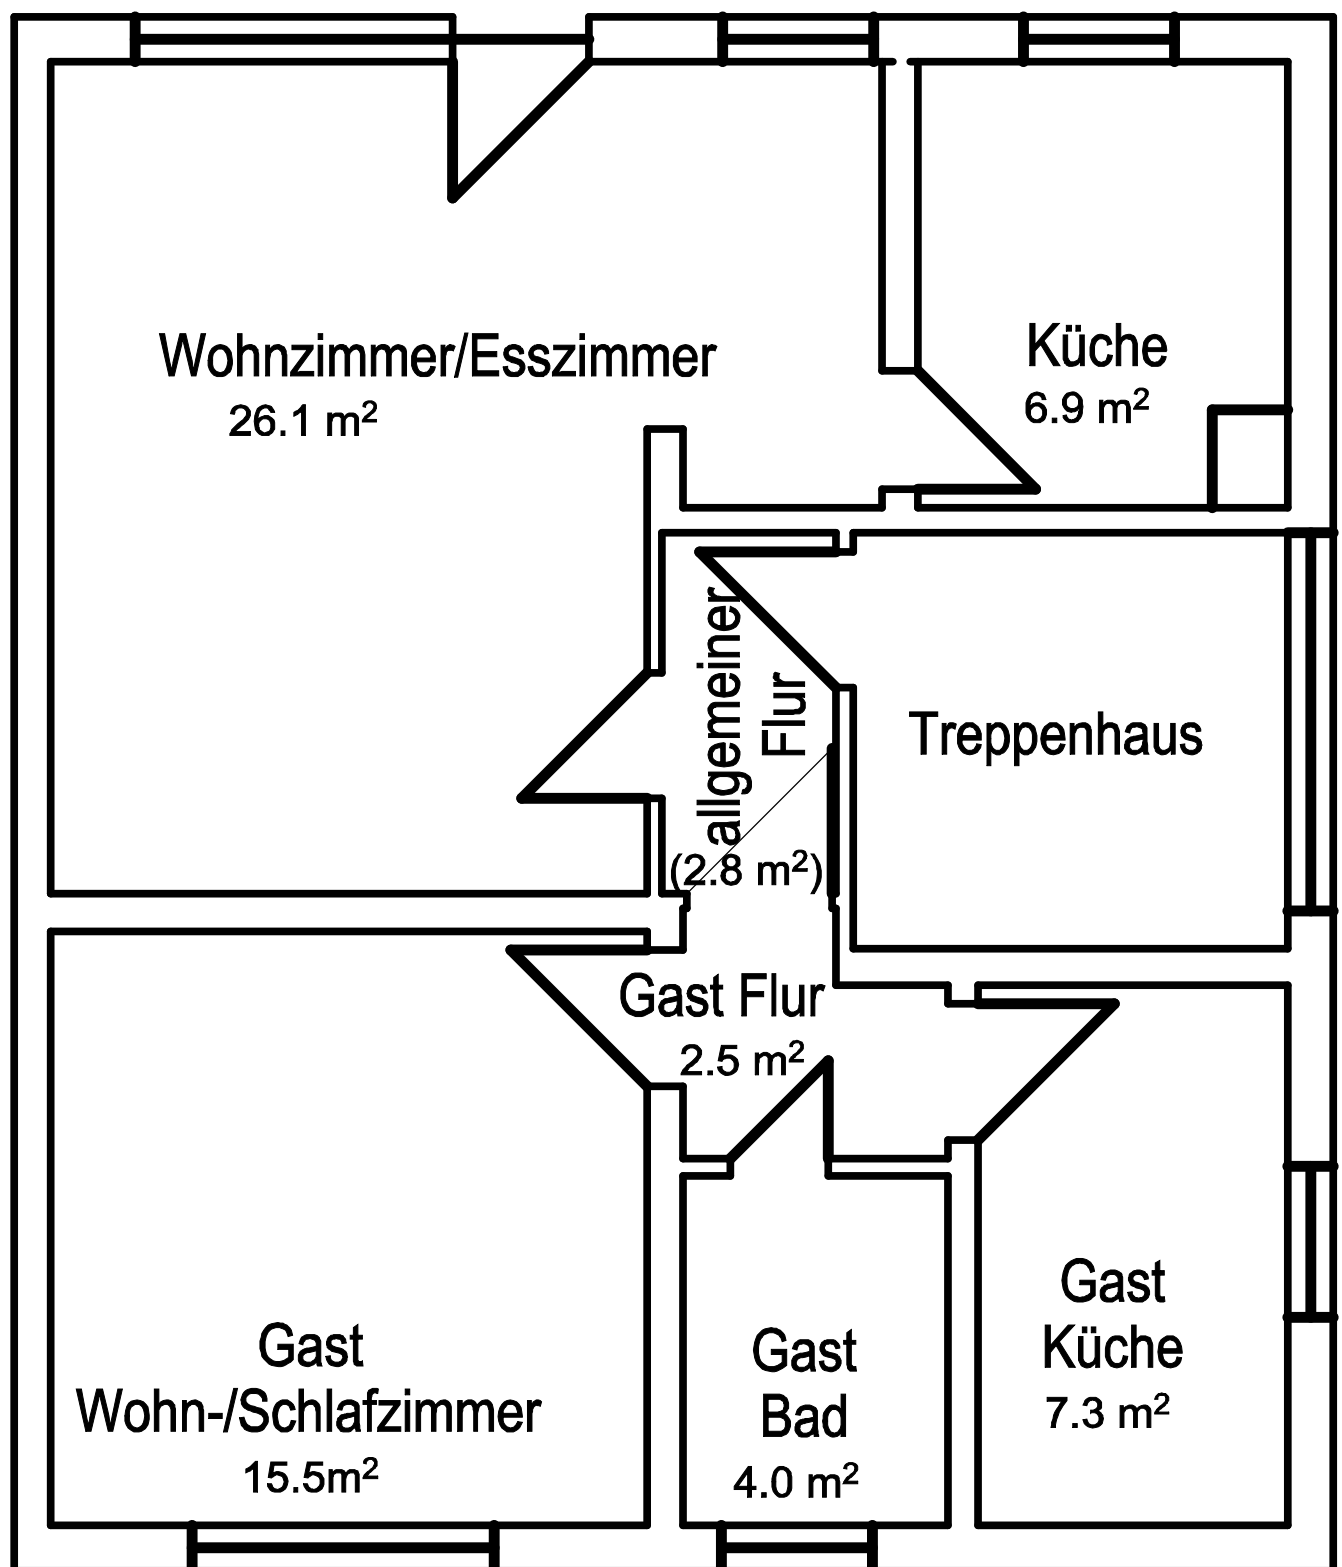 Wohnzimmer/Esszimmer
26.1 m²
Küche
6.9 m²
allgemeiner
Flur
(2.8 m²)
Treppenhaus
Gast Flur
2.5 m²
Gast
Wohn-/Schlafzimmer
15.5m²
Gast
Bad
4.0 m²
Gast
Küche
7.3 m²